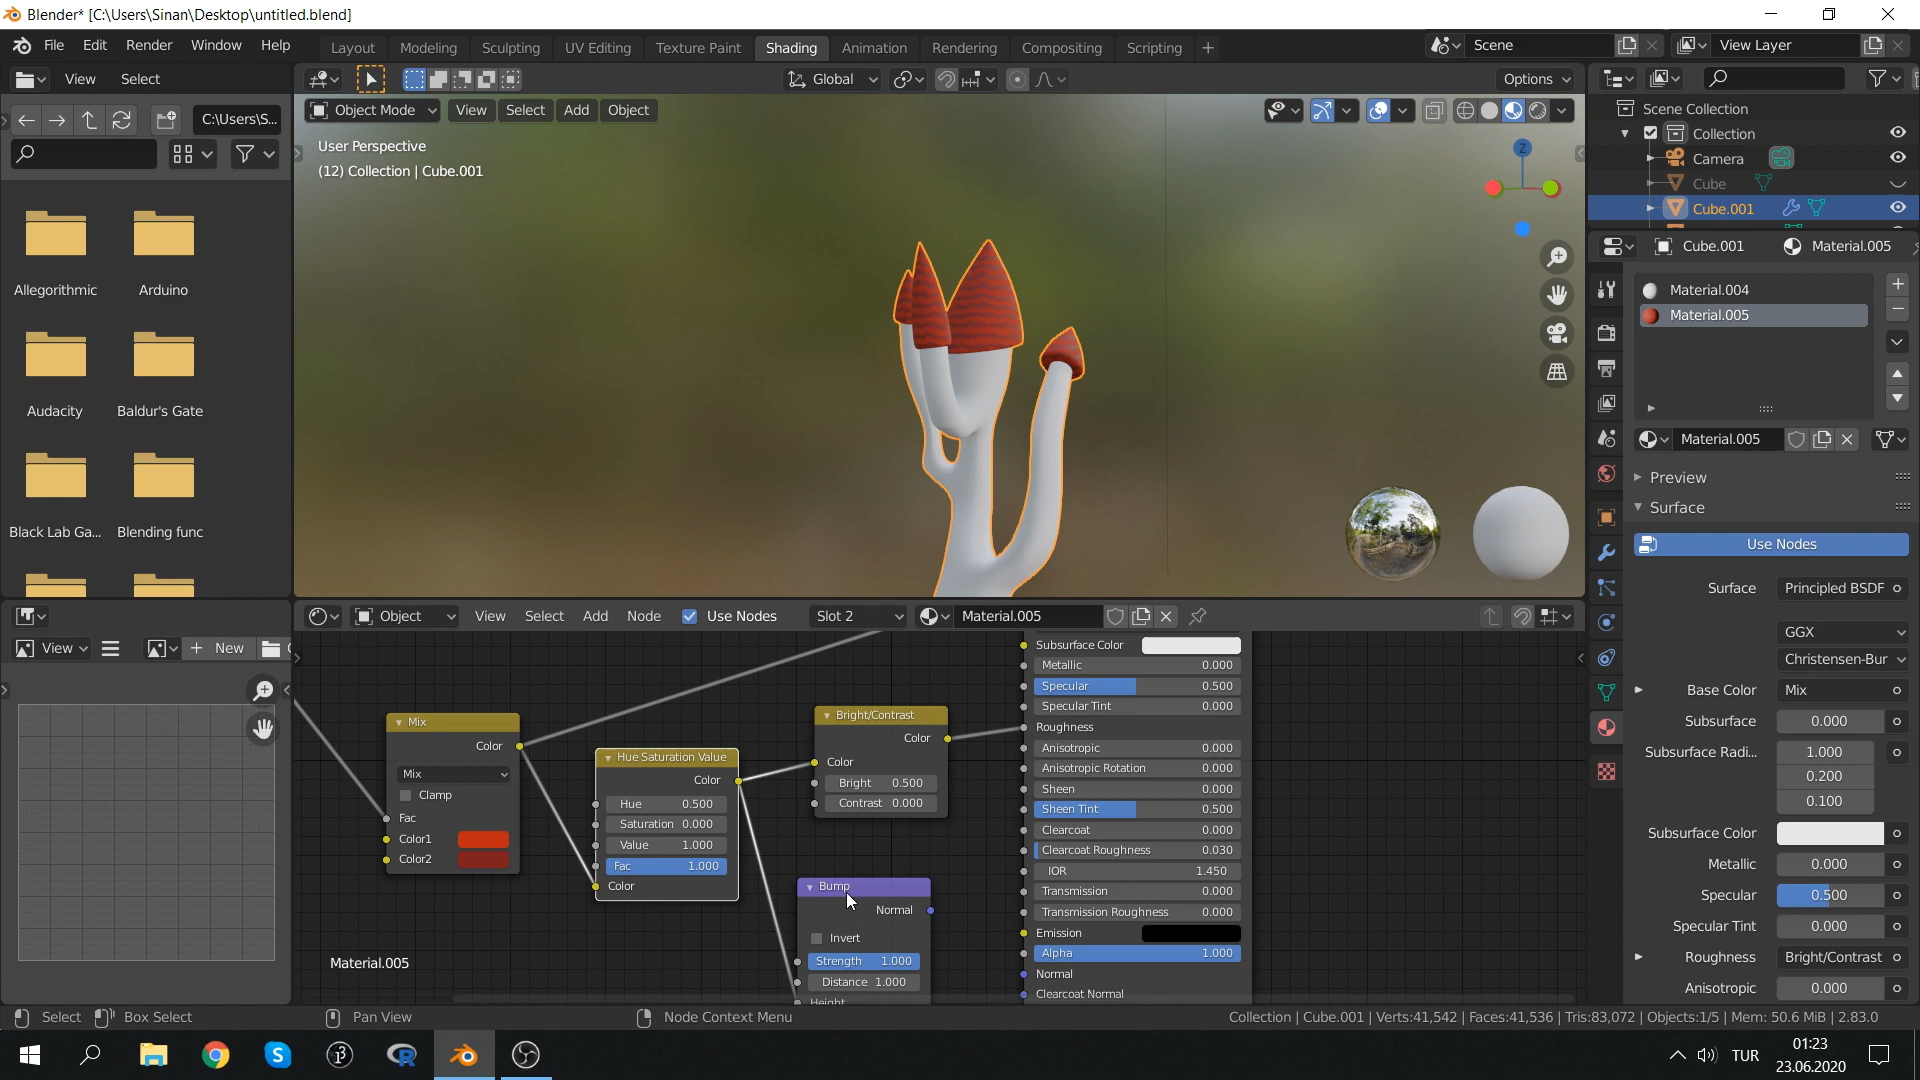 Blender* [C:\Users\Sinan\Desktop\untitled.blend]
File Edit Render Window Help
Layout Modeling Sculpting UV Editing Texture Paint Shading Animation Rendering Compositing Scripting +
Scene
View Layer
View Select
Global
Options
Object Mode View Select Add Object
C:\Users\S...
User Perspective
(12) Collection | Cube.001
Z
Allegorithmic
Arduino
Audacity
Baldur's Gate
Black Lab Ga...
Blending func
Scene Collection
Collection
Camera
Cube
Cube.001
Cube.001
Material.005
Material.004
Material.005
Material.005
Preview
Surface
Use Nodes
Surface Principled BSDF
GGX
Christensen-Bur
Base Color Mix
Subsurface 0.000
Subsurface Radi... 1.000
0.200
0.100
Subsurface Color
Metallic 0.000
Specular 0.500
Specular Tint 0.000
Roughness Bright/Contrast
Anisotropic 0.000
View
New
Object View Select Add Node Use Nodes Slot 2 Material.005
Mix
Color
Mix
Clamp
Fac
Color1
Color2
Hue Saturation Value
Color
Hue 0.500
Saturation 0.000
Value 1.000
Fac 1.000
Color
Bright/Contrast
Color
Color
Bright 0.500
Contrast 0.000
Bump
Normal
Invert
Strength 1.000
Distance 1.000
Height
Subsurface Color
Metallic 0.000
Specular 0.500
Specular Tint 0.000
Roughness
Anisotropic 0.000
Anisotropic Rotation 0.000
Sheen 0.000
Sheen Tint 0.500
Clearcoat 0.000
Clearcoat Roughness 0.030
IOR 1.450
Transmission 0.000
Transmission Roughness 0.000
Emission
Alpha 1.000
Normal
Clearcoat Normal
Material.005
Select Box Select Pan View Node Context Menu
Collection | Cube.001 | Verts:41,542 | Faces:41,536 | Tris:83,072 | Objects:1/5 | Mem: 50.6 MiB | 2.83.0
TUR
01:23
23.06.2020